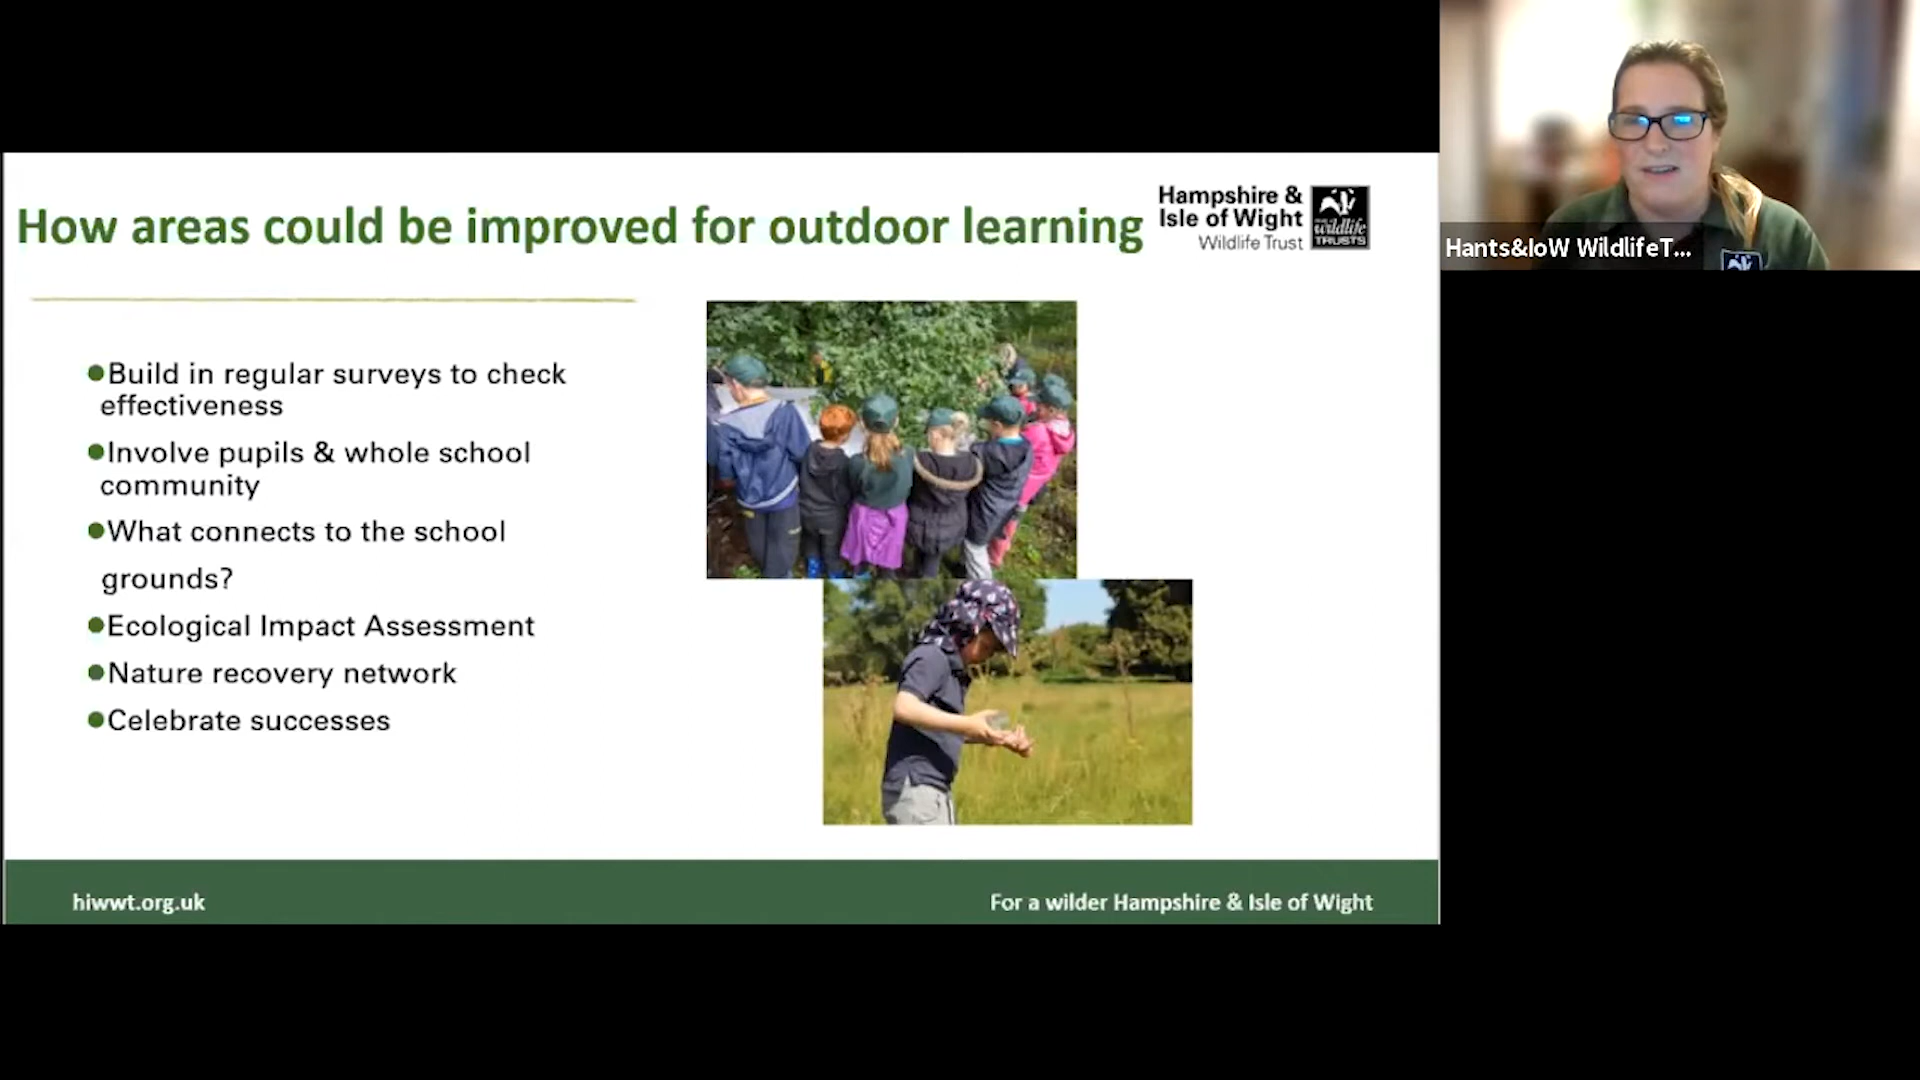 How areas could be improved for outdoor learning
Hampshire &
Isle of Wight
Wildlife Trust
wildlife
TRUSTS
Hants&IoW WildlifeT...
●Build in regular surveys to check
effectiveness
●Involve pupils & whole school
community
●What connects to the school
grounds?
●Ecological Impact Assessment
●Nature recovery network
●Celebrate successes
hiwwt.org.uk
For a wilder Hampshire & Isle of Wight